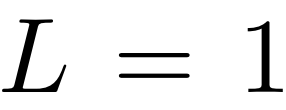 L = 1